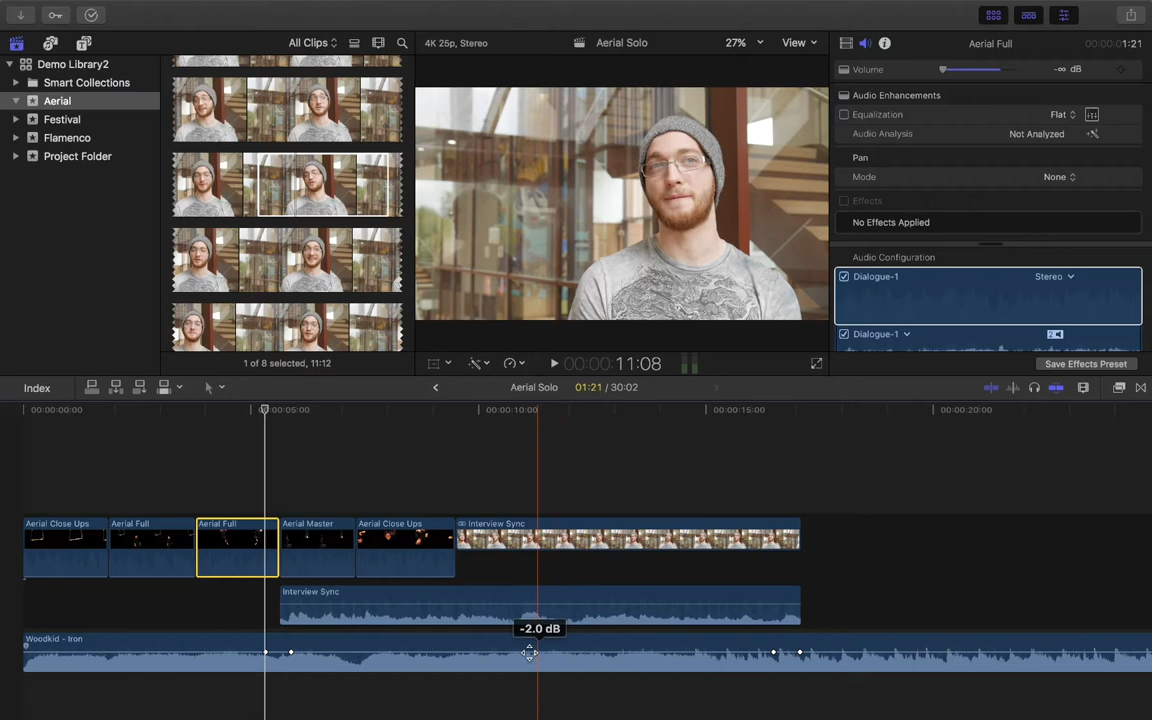 All Clips
4K 25p, Stereo
Aerial Solo
27%
View
Aerial Full
00:00:01:21
Demo Library2
Smart Collections
Aerial
Festival
Flamenco
Project Folder
Volume
-∞ dB
Audio Enhancements
Equalization
Flat
Audio Analysis
Not Analyzed
Pan
Mode
None
Effects
No Effects Applied
Audio Configuration
Dialogue-1
Stereo
Dialogue-1
2
1 of 8 selected, 11:12
00:00:11:08
Save Effects Preset
Index
Aerial Solo
01:21 / 30:02
00:00:00:00
00:00:05:00
00:00:10:00
00:00:15:00
00:00:20:00
Aerial Close Ups
Aerial Full
Aerial Full
Aerial Master
Aerial Close Ups
Interview Sync
Interview Sync
-2.0 dB
Woodkid - Iron